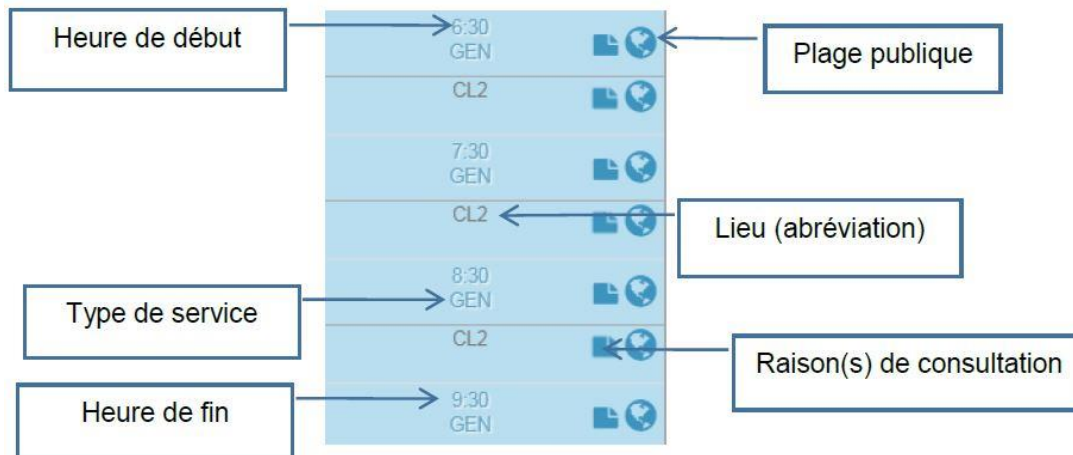 Heure de début
6:30
GEN
Plage publique
CL2
7:30
GEN
CL2
Lieu (abréviation)
8:30
GEN
Type de service
CL2
Raison(s) de consultation
Heure de fin
9:30
GEN